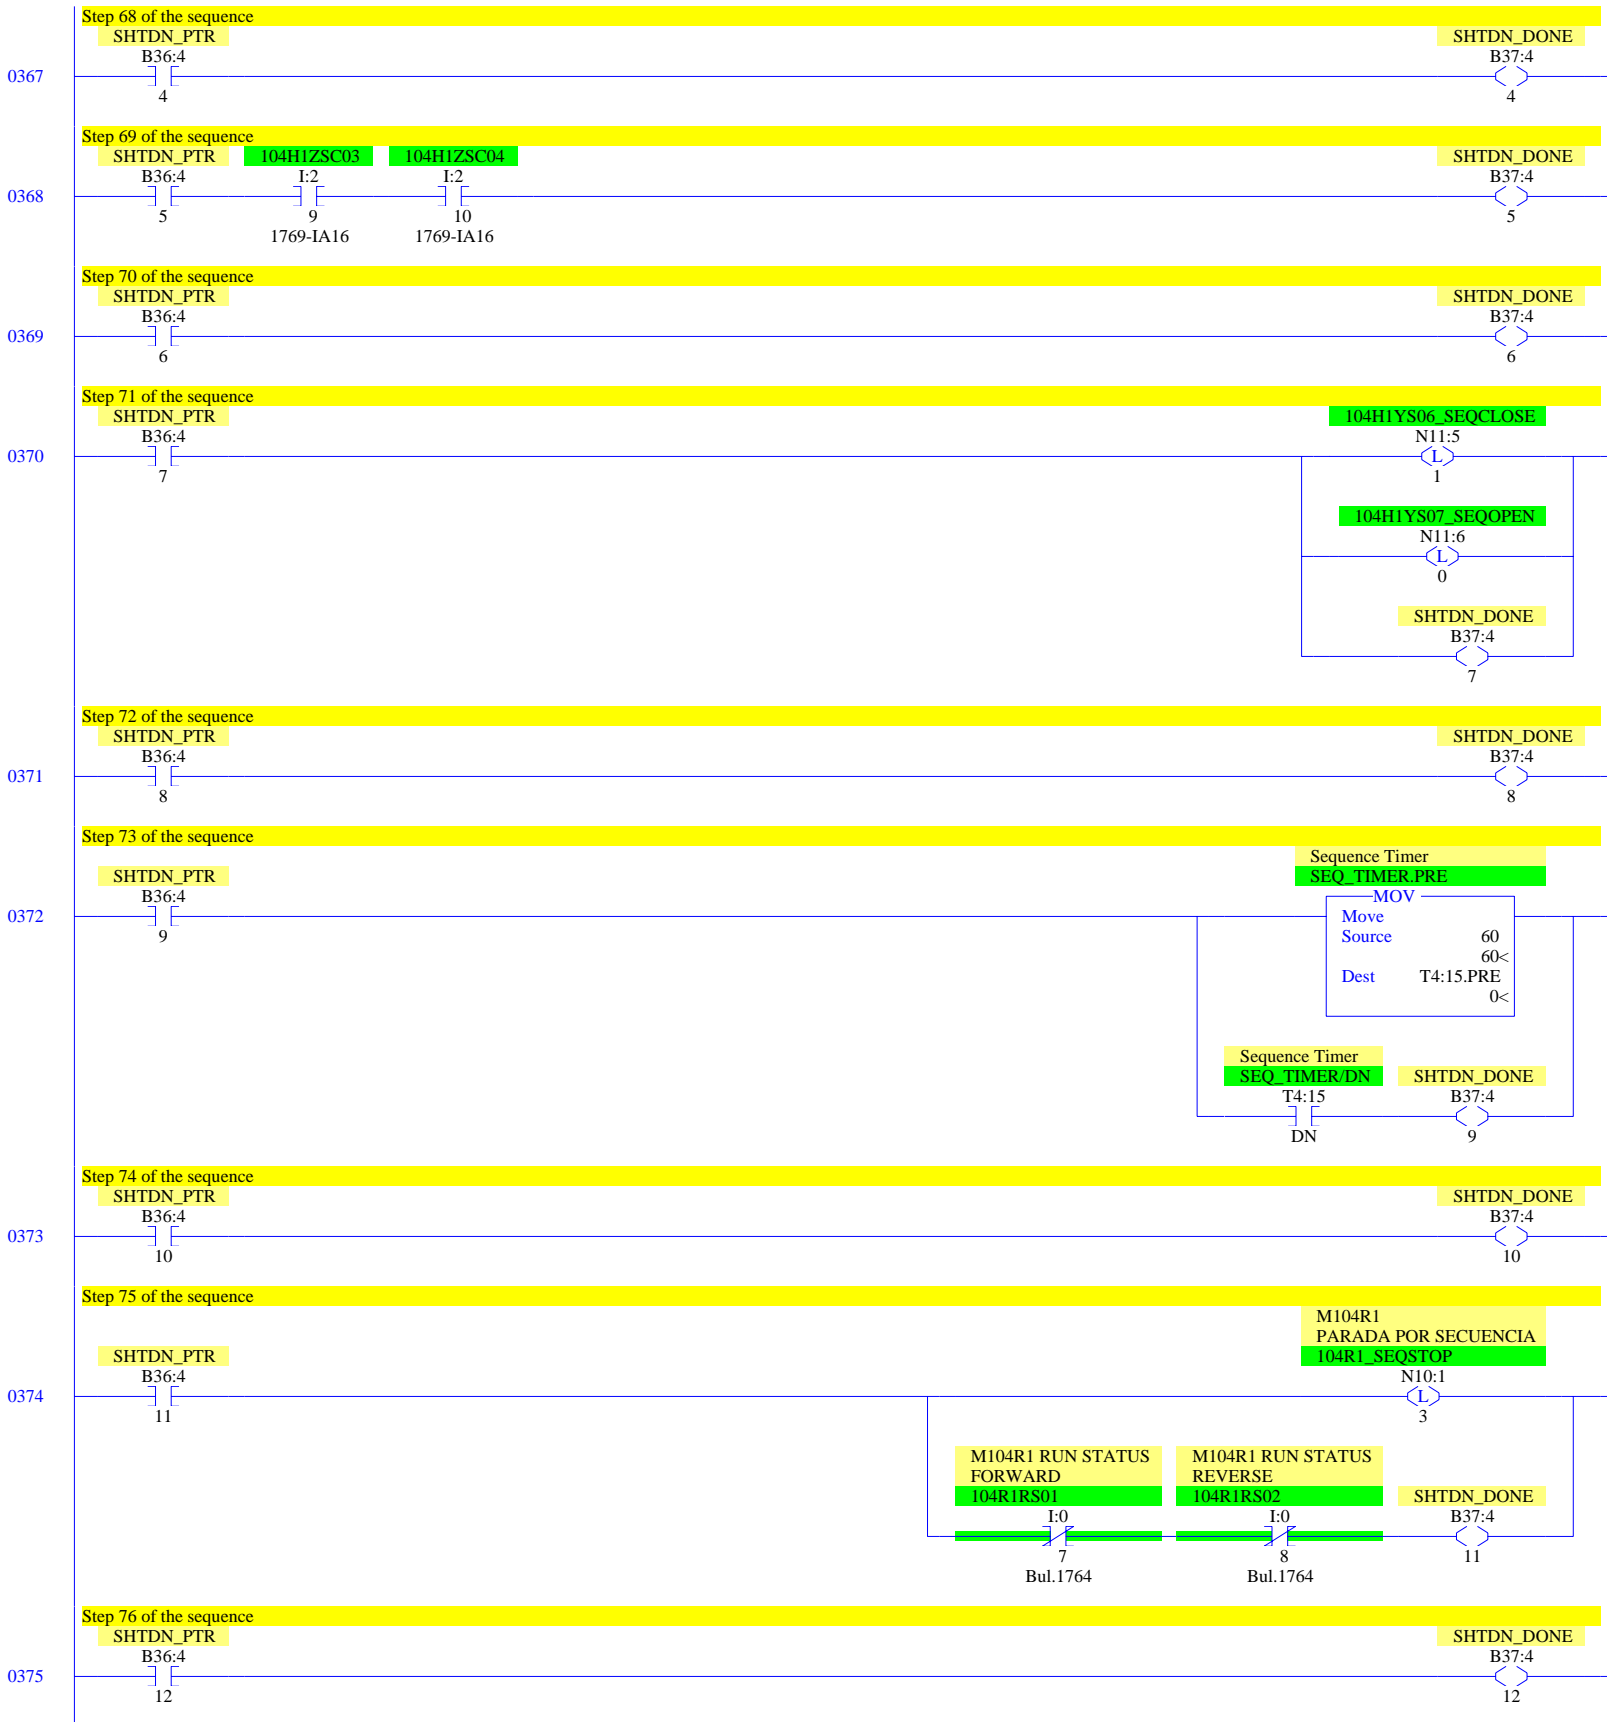 Step 68 of the sequence
SHTDN_PTR SHTDN_DONE
B36:4 B37:4
0367
4 4
Step 69 of the sequence
SHTDN_PTR 104H1ZSC03 104H1ZSC04 SHTDN_DONE
B36:4 I:2 I:2 B37:4
0368
5 9 10 5
1769-IA16 1769-IA16
Step 70 of the sequence
SHTDN_PTR SHTDN_DONE
B36:4 B37:4
0369
6 6
Step 71 of the sequence
SHTDN_PTR 104H1YS06_SEQCLOSE
B36:4 N11:5
0370 L
7 1
104H1YS07_SEQOPEN
N11:6
L
0
SHTDN_DONE
B37:4
7
Step 72 of the sequence
SHTDN_PTR SHTDN_DONE
B36:4 B37:4
0371
8 8
Step 73 of the sequence
Sequence Timer
SHTDN_PTR SEQ_TIMER.PRE
B36:4 MOV
0372 Move
9 Source 60
60<
Dest T4:15.PRE
0<
Sequence Timer
SEQ_TIMER/DN SHTDN_DONE
T4:15 B37:4
DN 9
Step 74 of the sequence
SHTDN_PTR SHTDN_DONE
B36:4 B37:4
0373
10 10
Step 75 of the sequence
M104R1
PARADA POR SECUENCIA
SHTDN_PTR 104R1_SEQSTOP
B36:4 N10:1
0374 L
11 3
M104R1 RUN STATUS M104R1 RUN STATUS
FORWARD REVERSE
104R1RS01 104R1RS02 SHTDN_DONE
I:0 I:0 B37:4
7 8 11
Bul.1764 Bul.1764
Step 76 of the sequence
SHTDN_PTR SHTDN_DONE
B36:4 B37:4
0375
12 12